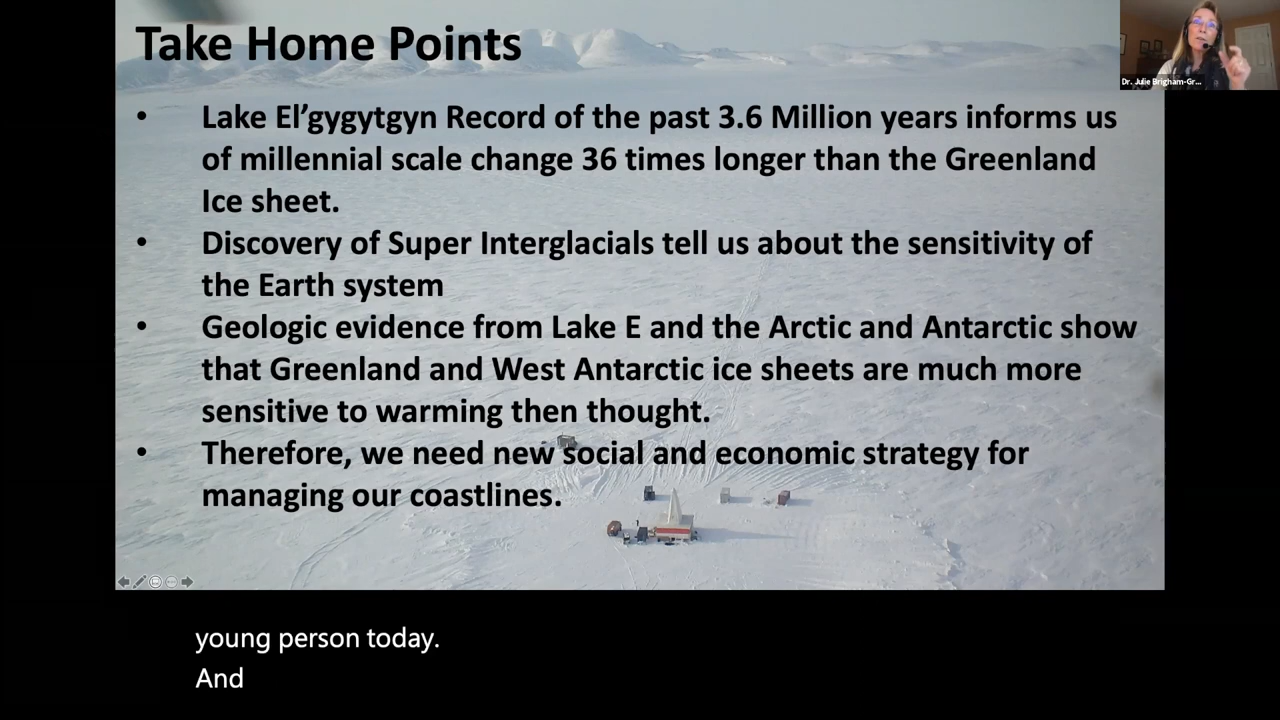 Take Home Points
Dr. Julie Brigham-Gr...
• Lake El’gygytgyn Record of the past 3.6 Million years informs us
of millennial scale change 36 times longer than the Greenland
Ice sheet.
• Discovery of Super Interglacials tell us about the sensitivity of
the Earth system
• Geologic evidence from Lake E and the Arctic and Antarctic show
that Greenland and West Antarctic ice sheets are much more
sensitive to warming then thought.
• Therefore, we need new social and economic strategy for
managing our coastlines.
young person today.
And